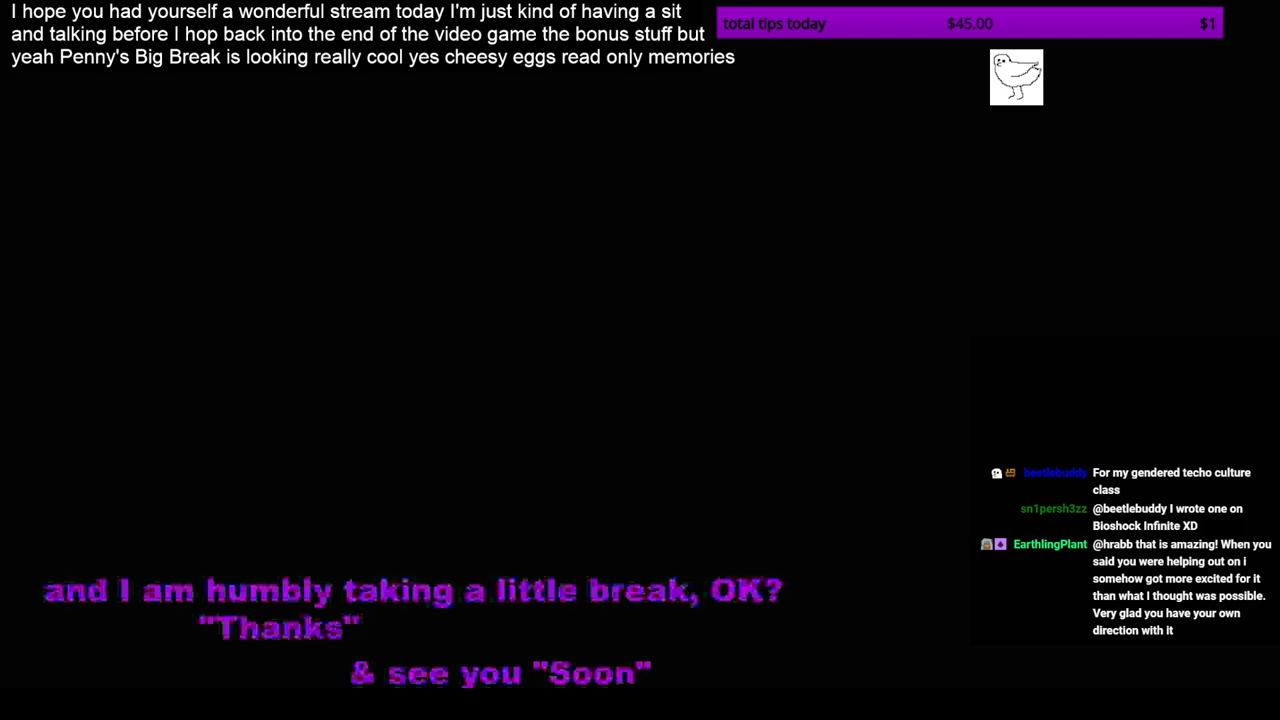 I hope you had yourself a wonderful stream today I'm just kind of having a sit
and talking before I hop back into the end of the video game the bonus stuff but
yeah Penny's Big Break is looking really cool yes cheesy eggs read only memories
total tips today $45.00 $1
beetlebuddy For my gendered techo culture
class
sn1persh3zz @beetlebuddy I wrote one on
Bioshock Infinite XD
EarthlingPlant @hrabb that is amazing! When you
said you were helping out on i
somehow got more excited for it
than what I thought was possible.
Very glad you have your own
direction with it
and I am humbly taking a little break, OK?
"Thanks"
& see you "Soon"